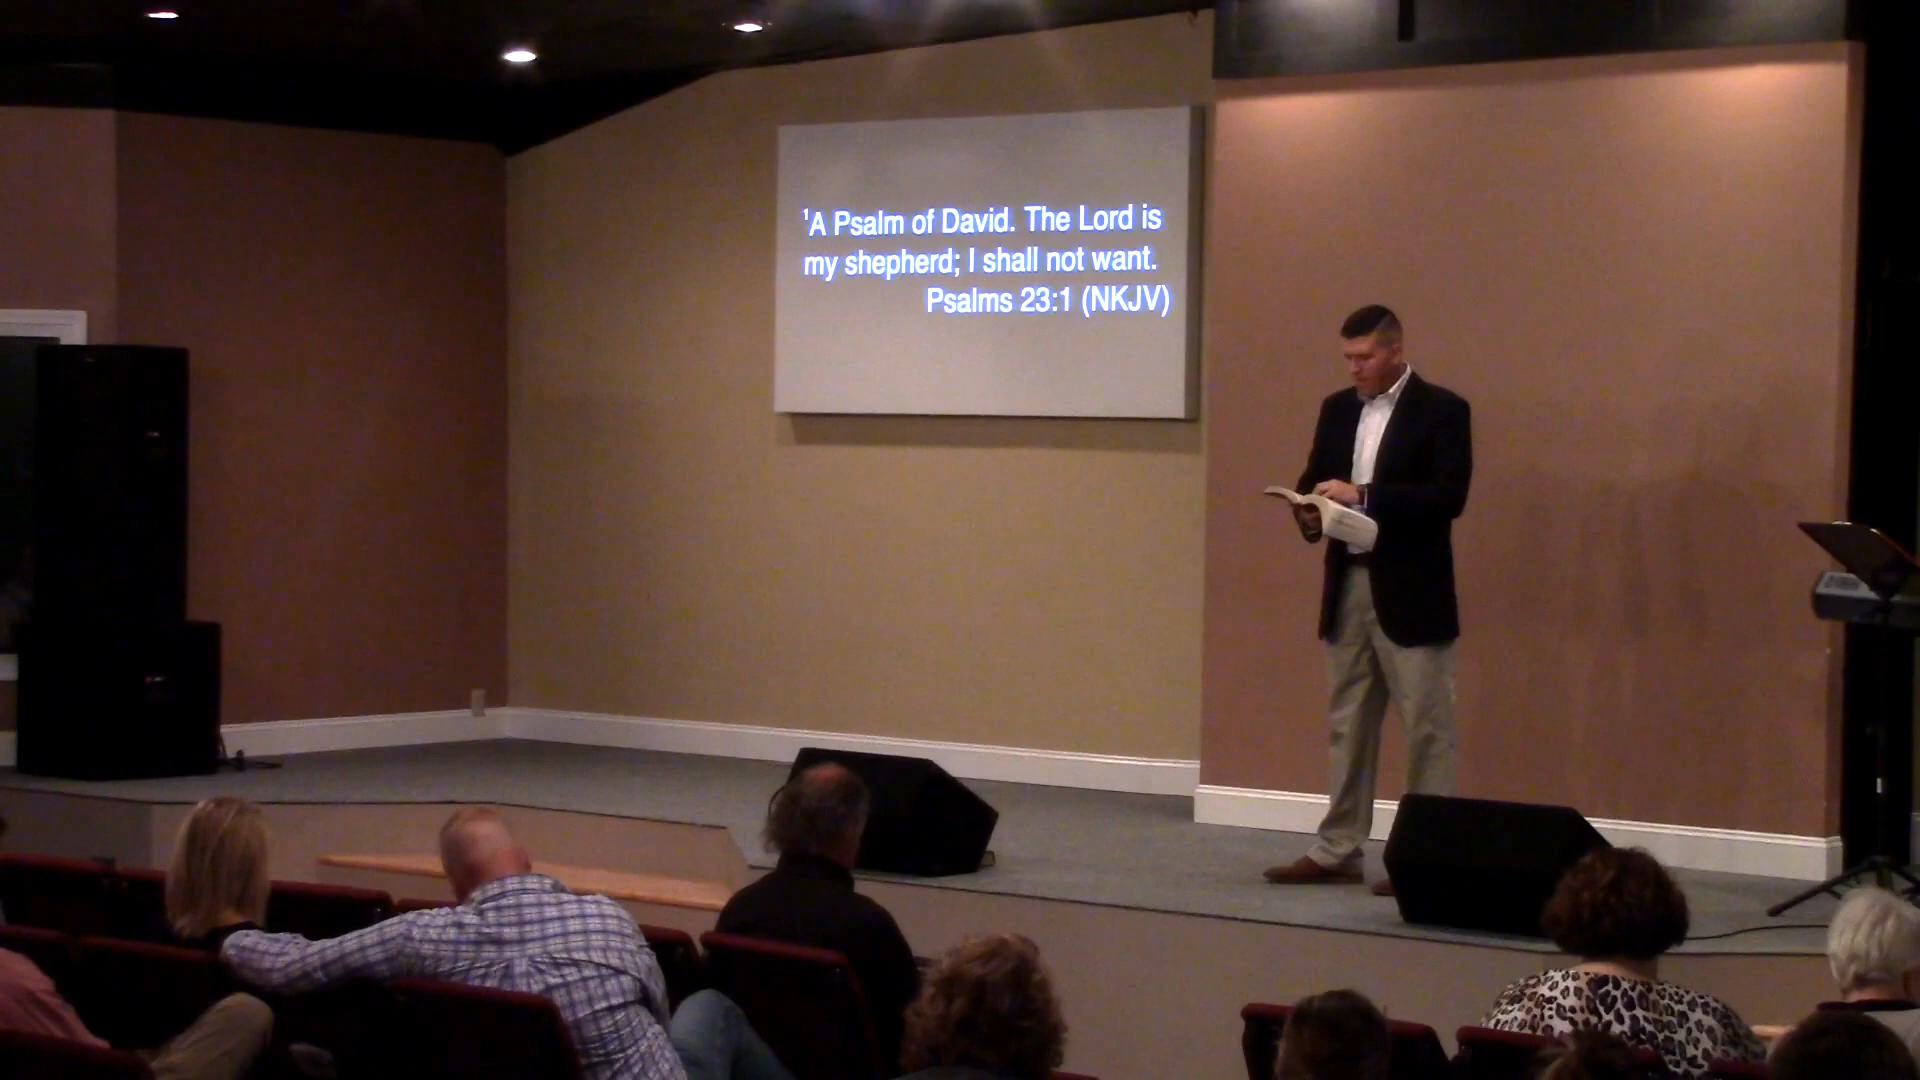 ¹A Psalm of David. The Lord is
my shepherd; I shall not want.
Psalms 23:1 (NKJV)